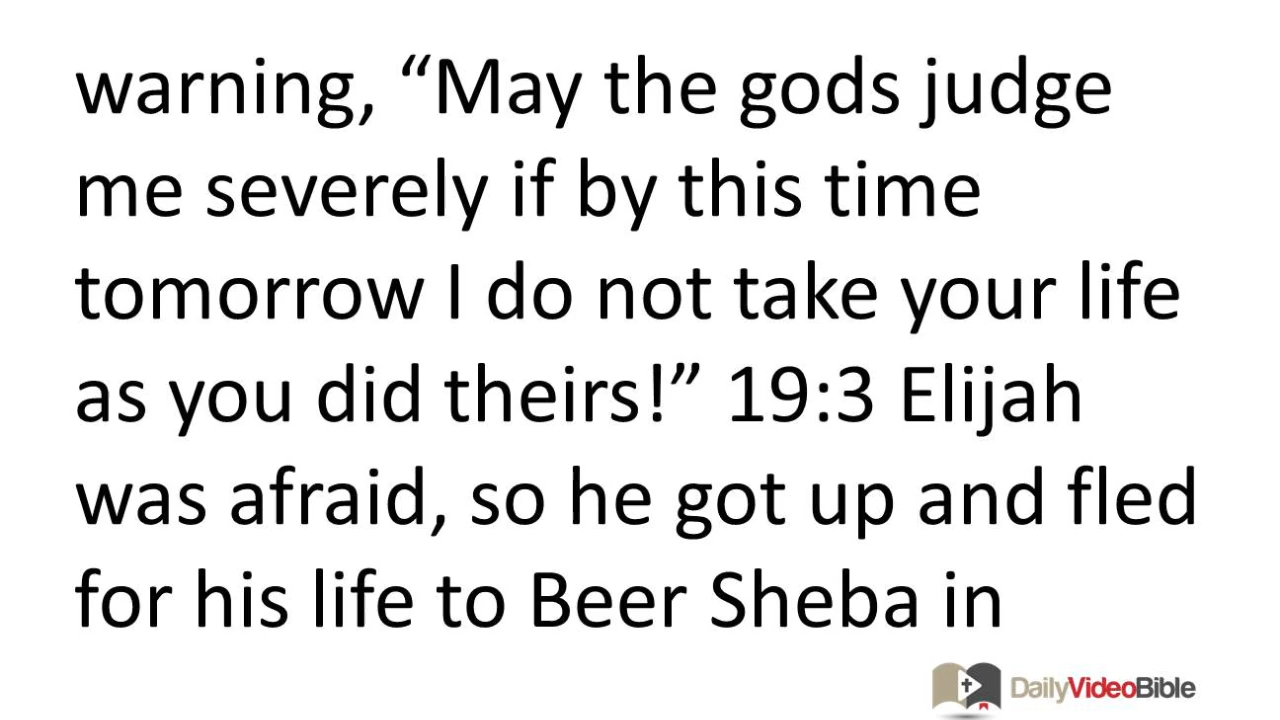 warning, “May the gods judge
me severely if by this time
tomorrow I do not take your life
as you did theirs!” 19:3 Elijah
was afraid, so he got up and fled
for his life to Beer Sheba in
DailyVideoBible